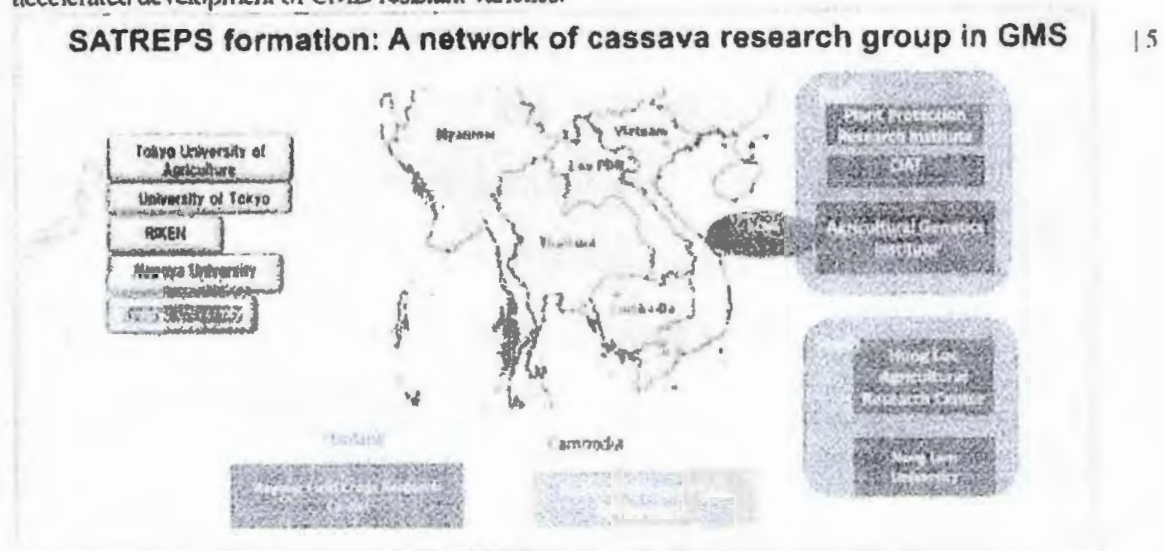 accelerated development of CMD resistant varieties.
SATREPS formation: A network of cassava research group in GMS
| 5
Tokyo University of
Agriculture
University of Tokyo
RIKEN
Nagoya University
Myanmar
Vietnam
Lao PDR
Thailand
Cambodia
Plant Protection
Research Institute
CIAT
Agricultural Genetics
Institute
Hung Loc
Agricultural
Research Center
Nong Lam
University
Thailand
Cambodia